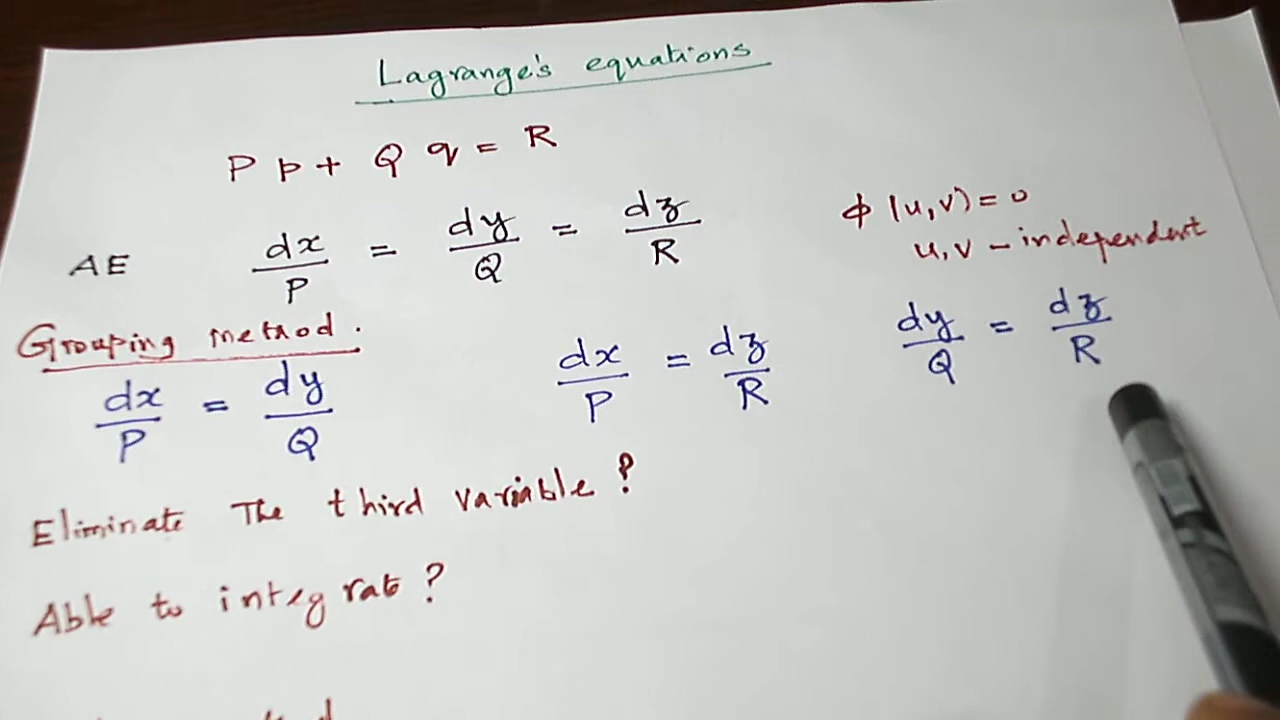 Lagrange's equations
P p + Q q = R
AE dx/P = dy/Q = dz/R
ϕ (u,v) = 0
u,v - independent
Grouping method.
dx/P = dy/Q
dx/P = dz/R
dy/Q = dz/R
Eliminate The third variable ?
Able to integrate ?